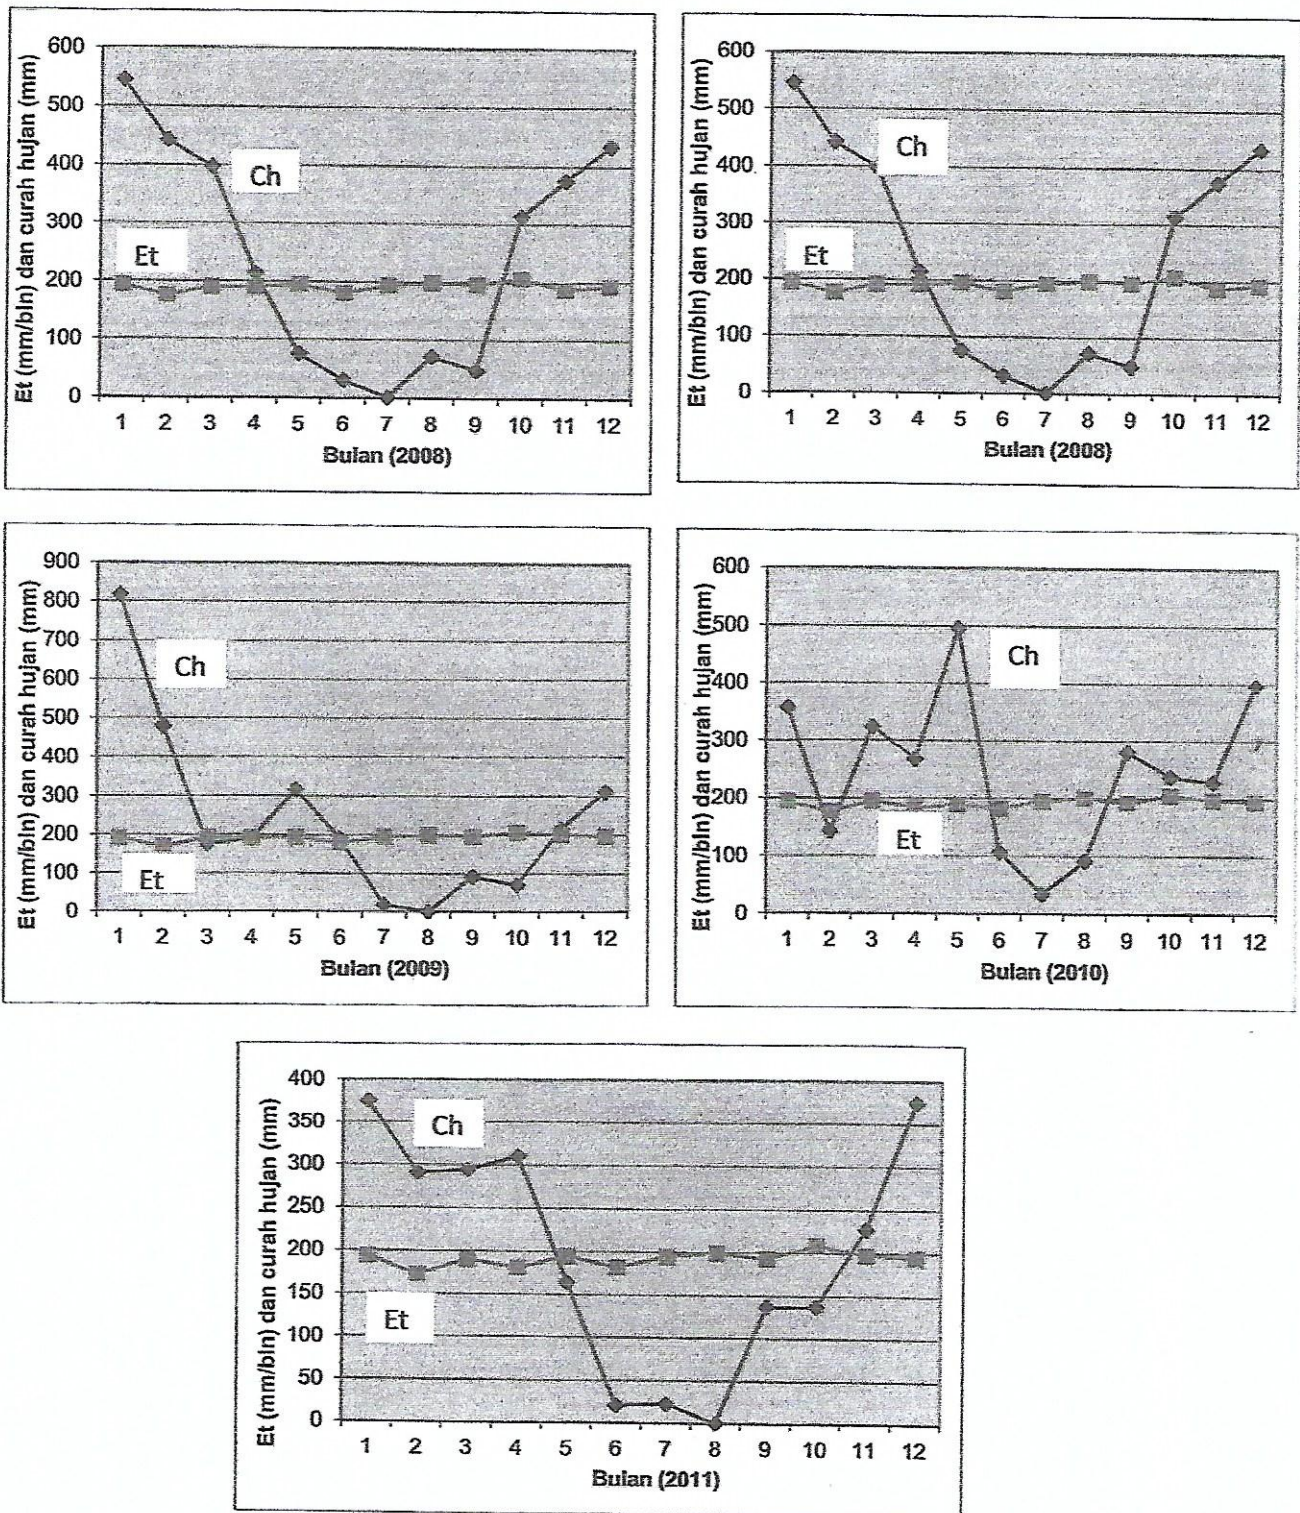 Et (mm/bln) dan curah hujan (mm)
600
500
400
300
200
100
0
Ch
Et
1 2 3 4 5 6 7 8 9 10 11 12
Bulan (2008)
Et (mm/bln) dan curah hujan (mm)
600
500
400
300
200
100
0
Ch
Et
1 2 3 4 5 6 7 8 9 10 11 12
Bulan (2008)
Et (mm/bln) dan curah hujan (mm)
900
800
700
600
500
400
300
200
100
0
Ch
Et
1 2 3 4 5 6 7 8 9 10 11 12
Bulan (2009)
Et (mm/bln) dan curah hujan (mm)
600
500
400
300
200
100
0
Ch
Et
1 2 3 4 5 6 7 8 9 10 11 12
Bulan (2010)
Et (mm/bln) dan curah hujan (mm)
400
350
300
250
200
150
100
50
0
Ch
Et
1 2 3 4 5 6 7 8 9 10 11 12
Bulan (2011)